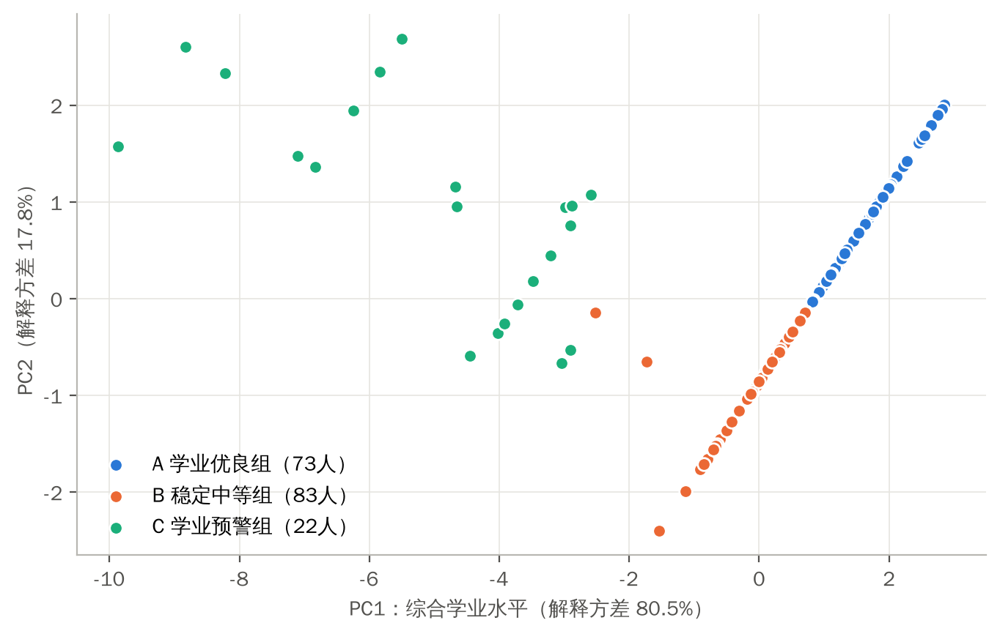 PC2（解释方差 17.8%）
2
1
0
-1
-2
A 学业优良组（73人）
B 稳定中等组（83人）
C 学业预警组（22人）
-10
-8
-6
-4
-2
0
2
PC1：综合学业水平（解释方差 80.5%）